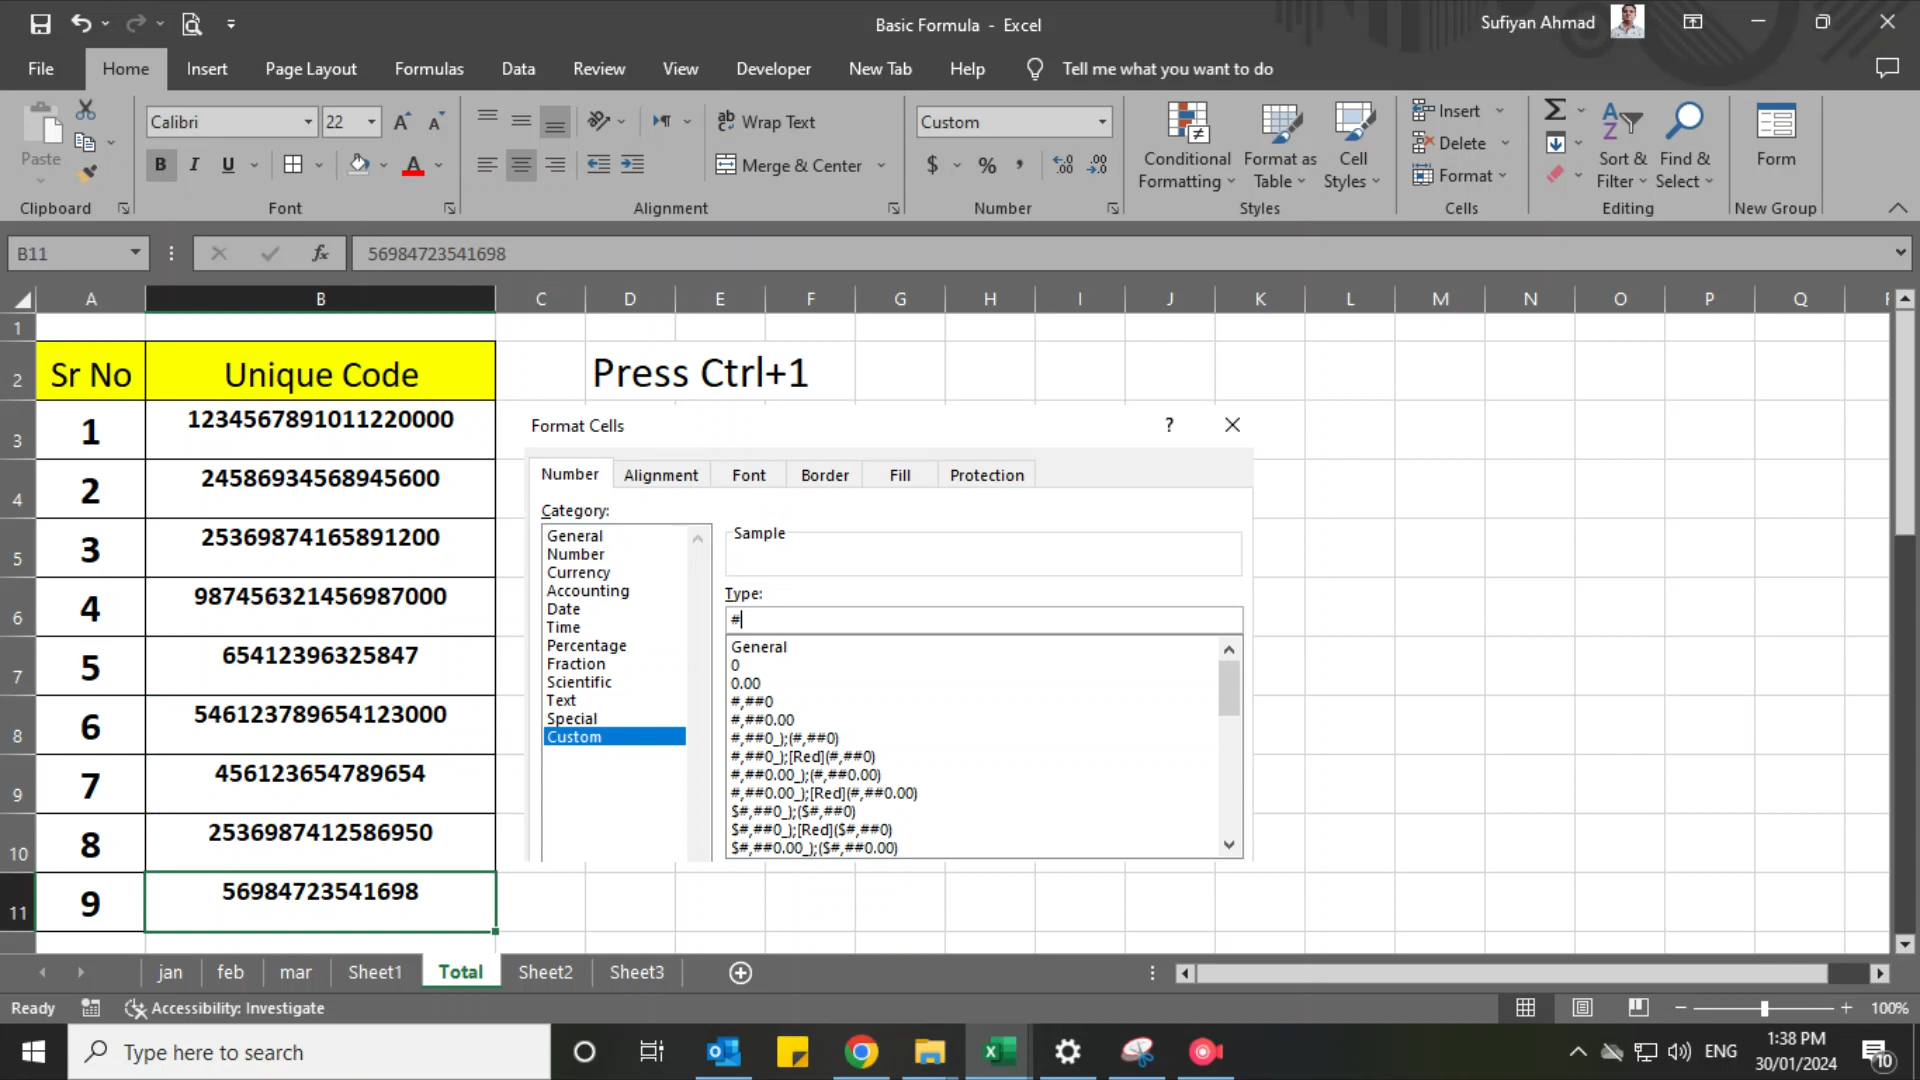 Basic Formula - Excel
Sufiyan Ahmad
File Home Insert Page Layout Formulas Data Review View Developer New Tab Help Tell me what you want to do
Paste
Clipboard
Calibri 22
B I U
Font
Wrap Text
Merge & Center
Alignment
Custom
$ % ,
Number
Conditional Formatting
Format as Table
Cell Styles
Styles
Insert
Delete
Format
Cells
Sort & Filter
Find & Select
Editing
Form
New Group
B11 fx 56984723541698
A B C D E F G H I J K L M N O P Q
1
2 Sr No Unique Code Press Ctrl+1
3 1 1234567891011220000
4 2 24586934568945600
5 3 25369874165891200
6 4 987456321456987000
7 5 65412396325847
8 6 546123789654123000
9 7 456123654789654
10 8 2536987412586950
11 9 56984723541698
Format Cells ?
Number Alignment Font Border Fill Protection
Category:
General
Number
Currency
Accounting
Date
Time
Percentage
Fraction
Scientific
Text
Special
Custom
Sample
Type:
#
General
0
0.00
#,##0
#,##0.00
#,##0_);(#,##0)
#,##0_);[Red](#,##0)
#,##0.00_);(#,##0.00)
#,##0.00_);[Red](#,##0.00)
$#,##0_);($#,##0)
$#,##0_);[Red]($#,##0)
$#,##0.00_);($#,##0.00)
jan feb mar Sheet1 Total Sheet2 Sheet3
Ready Accessibility: Investigate 100%
Type here to search
ENG
1:38 PM
30/01/2024
10